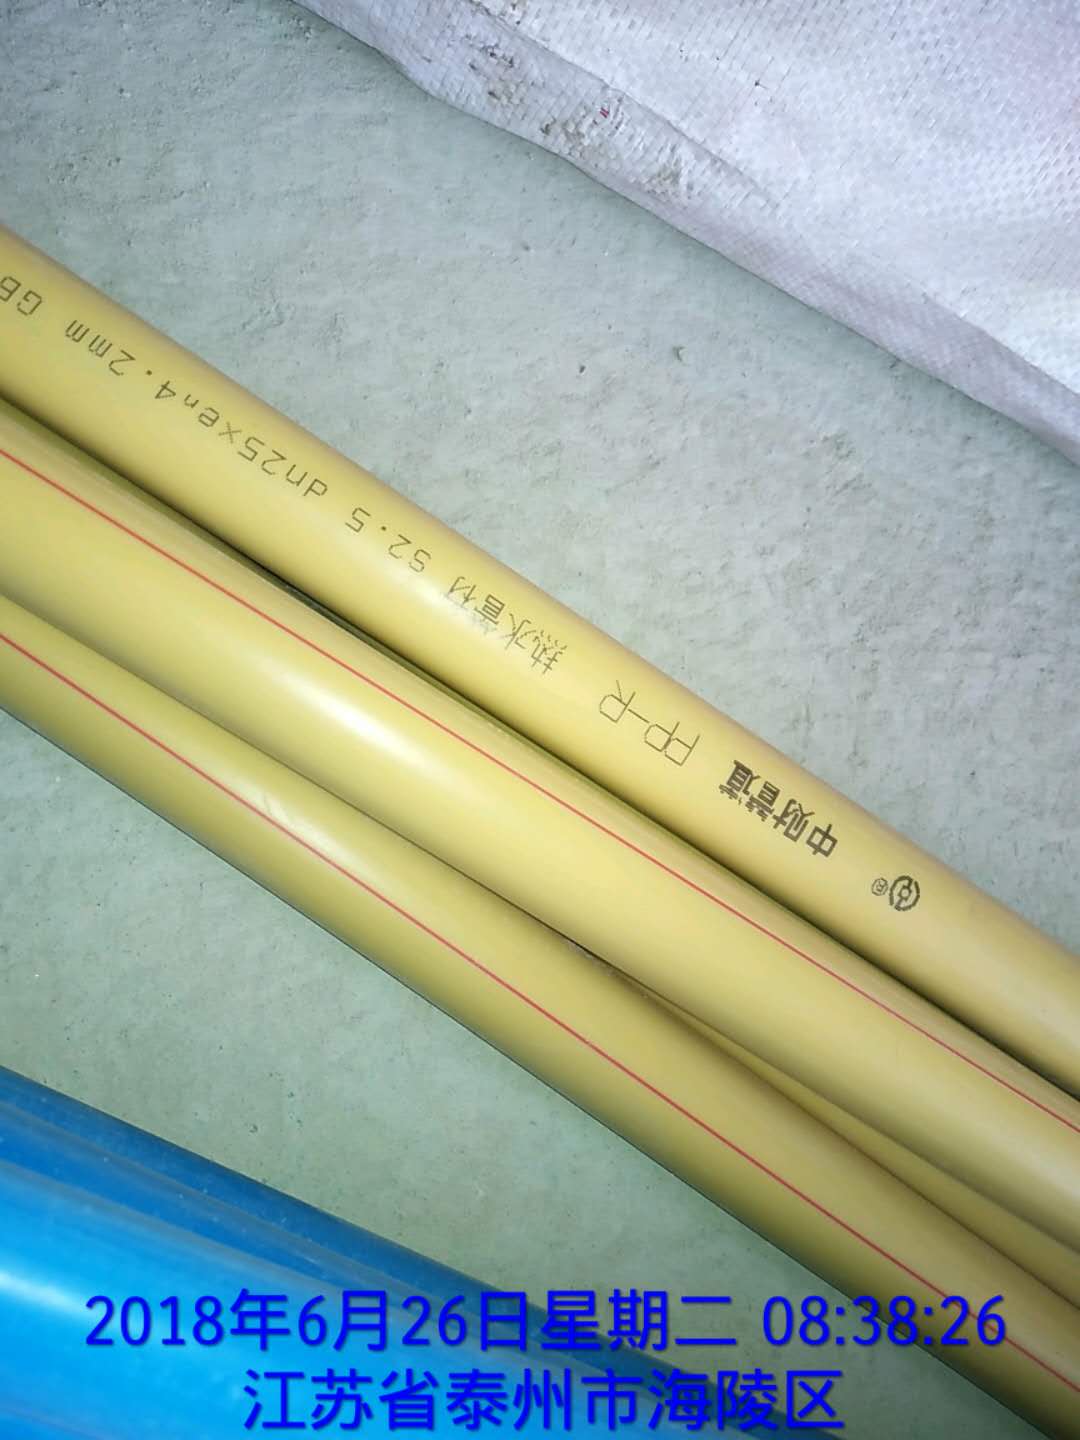 ® 中财管道 PP-R 热水管材 S2.5 dn25xen4.2mm GB
2018年6月26日星期二 08:38:26
江苏省泰州市海陵区